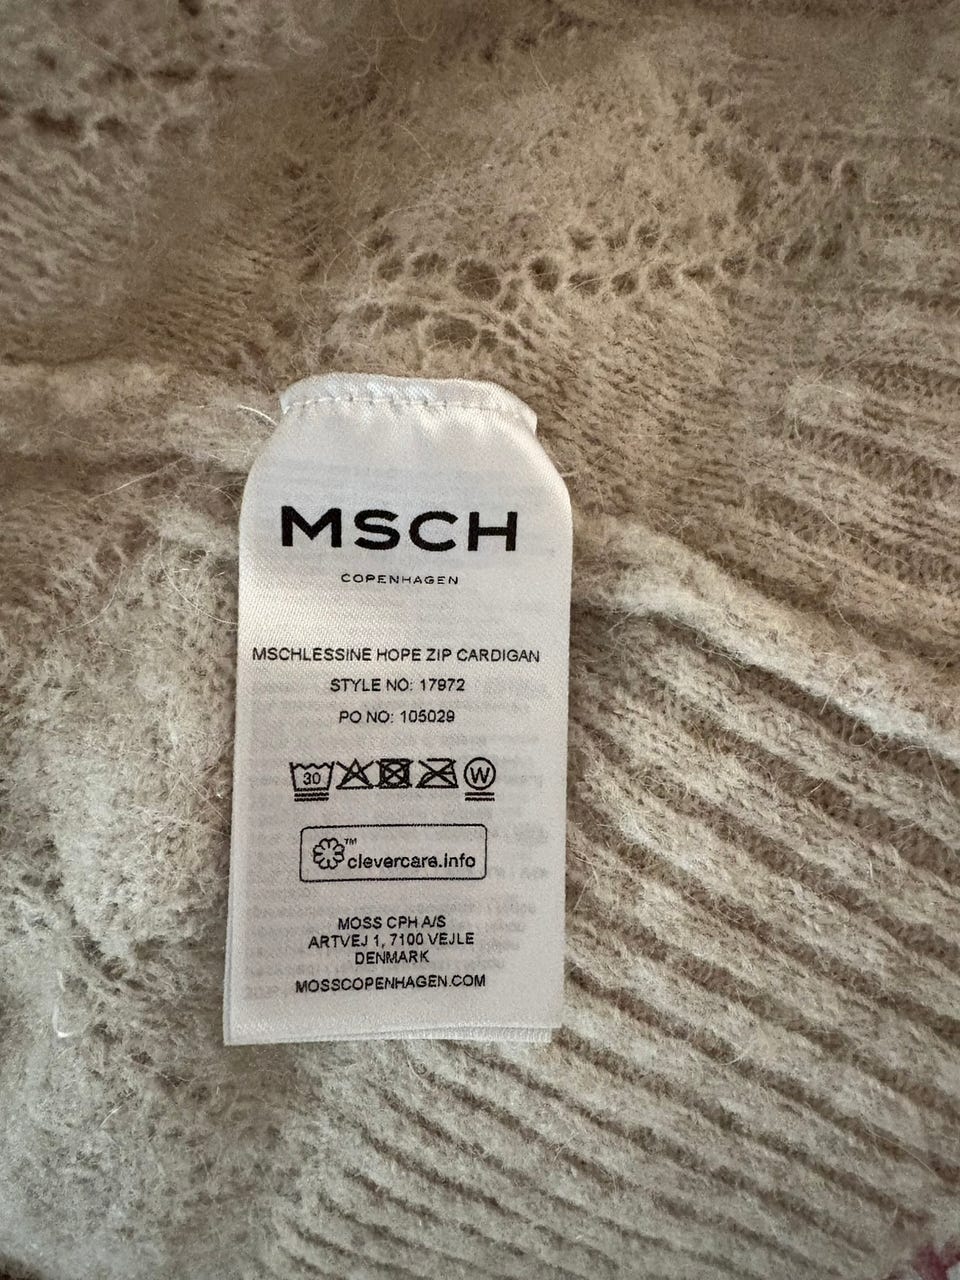 MSCH
COPENHAGEN
MSCHLESSINE HOPE ZIP CARDIGAN
STYLE NO: 17972
PO NO: 105029
30 W
™
clevercare.info
MOSS CPH A/S
ARTVEJ 1, 7100 VEJLE
DENMARK
MOSSCOPENHAGEN.COM